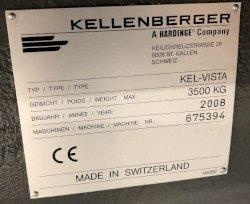 KELLENBERGER
A HARDINGE® Company
HEILIGKREUZSTRASSE 28
9008 ST. GALLEN
SCHWEIZ
TYP / TYPE / TYPE: KEL-VISTA
GEWICHT / POIDS / WEIGHT MAX: 3500 KG
BAUJAHR / ANNÉE / YEAR: 2008
MASCHINEN / MACHINE / MACHINE NR.: 675394
CE
MADE IN SWITZERLAND